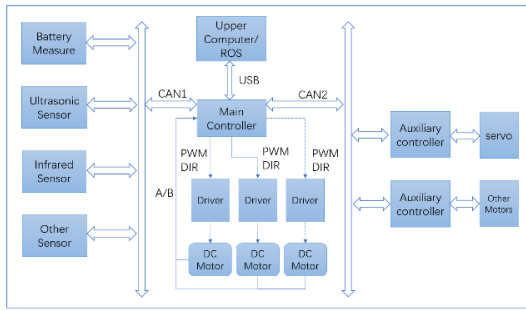 Battery
Measure
Upper
Computer/
ROS
USB
CAN1
CAN2
Ultrasonic
Sensor
Main
Controller
Auxiliary
controller
servo
Infrared
Sensor
PWM
DIR
PWM
DIR
PWM
DIR
A/B
Driver
Driver
Driver
Auxiliary
controller
Other
Motors
Other
Sensor
DC
Motor
DC
Motor
DC
Motor